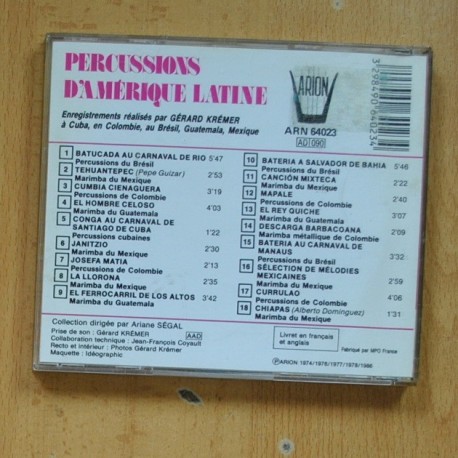 PERCUSSIONS
D'AMÉRIQUE LATINE
Enregistrements réalisés par GÉRARD KRÉMER
à Cuba, en Colombie, au Brésil, Guatemala, Mexique
ARION
ARN 64023
AD 090
3 298490 640234
1 BATUCADA AU CARNAVAL DE RIO 5'47
Percussions du Brésil
2 TEHUANTEPEC (Pepe Guizar) 2'53
Marimba du Mexique
3 CUMBIA CIENAGUERA 3'19
Percussions de Colombie
4 EL HOMBRE CELOSO 4'03
Marimba du Guatemala
5 CONGA AU CARNAVAL DE
SANTIAGO DE CUBA 1'22
Percussions cubaines
6 JANITZIO 2'30
Marimba du Mexique
7 JOSEFA MATIA 2'13
Percussions de Colombie
8 LA LLORONA 2'35
Marimba du Mexique
9 EL FERROCARRIL DE LOS ALTOS 3'42
Marimba du Guatemala
10 BATERIA A SALVADOR DE BAHIA 5'46
Percussions du Brésil
11 CANCIÓN MIXTECA 2'22
Marimba du Mexique
12 MAPALE 2'40
Percussions de Colombie
13 EL REY QUICHE 3'07
Marimba du Guatemala
14 DESCARGA BARBACOANA 2'09
Marimba métallique de Colombie
15 BATERIA AU CARNAVAL DE
MANAUS 2'23
Percussions du Brésil
16 SÉLECTION DE MÉLODIES
MEXICAINES 2'59
Marimba du Mexique
17 CURRULAO 4'06
Percussions de Colombie
18 CHIAPAS (Alberto Dominguez) 1'31
Marimba du Mexique
Collection dirigée par Ariane SÉGAL
Prise de son : Gérard KRÉMER
AAD
Collaboration technique : Jean-François Coyault
Recto et intérieur : Photos Gérard Krémer
Maquette : Idéographic
Livret en français
et anglais
Fabriqué par MPO France
Ⓟ ARION 1974/1976/1977/1978/1986